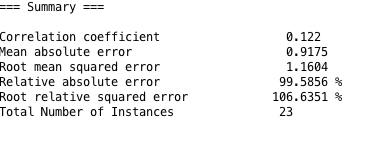 === Summary ===
Correlation coefficient 0.122
Mean absolute error 0.9175
Root mean squared error 1.1604
Relative absolute error 99.5856 %
Root relative squared error 106.6351 %
Total Number of Instances 23